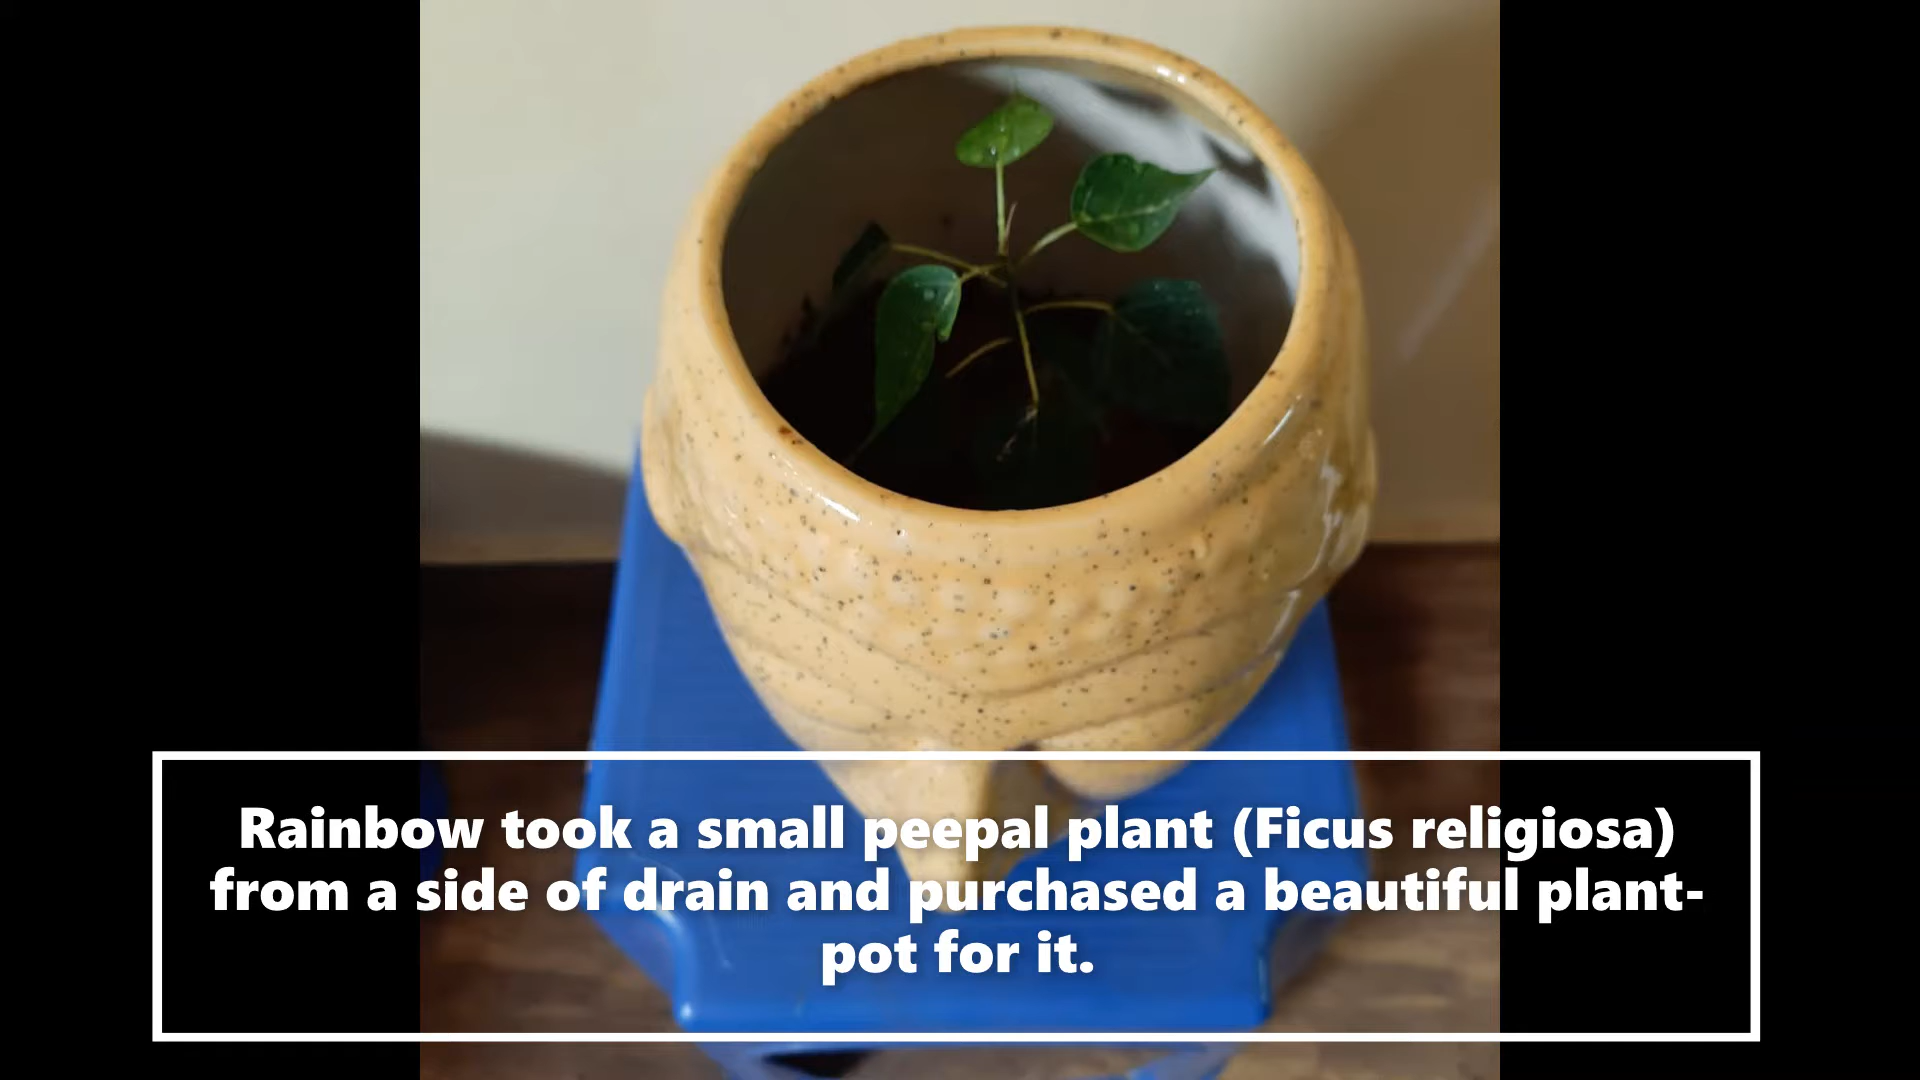 Rainbow took a small peepal plant (Ficus religiosa)
from a side of drain and purchased a beautiful plant-
pot for it.